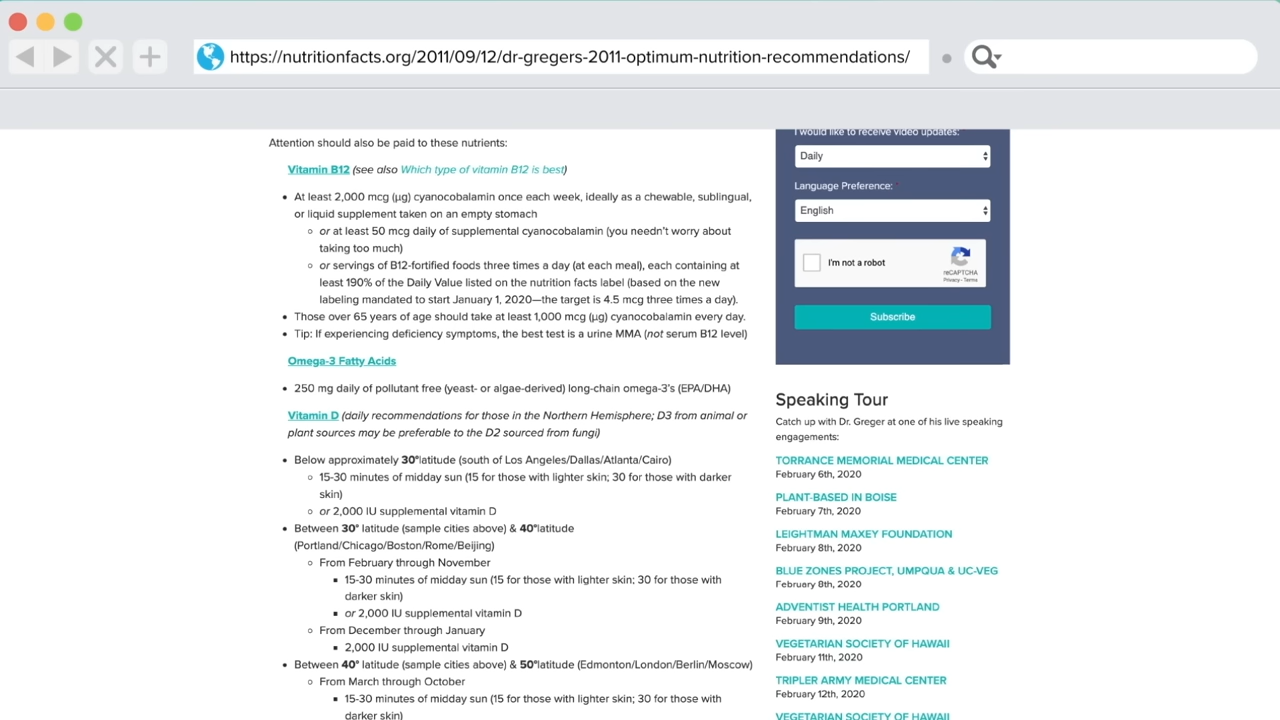 https://nutritionfacts.org/2011/09/12/dr-gregers-2011-optimum-nutrition-recommendations/
Attention should also be paid to these nutrients:
Vitamin B12 (see also Which type of vitamin B12 is best)
At least 2,000 mcg (µg) cyanocobalamin once each week, ideally as a chewable, sublingual,
or liquid supplement taken on an empty stomach
or at least 50 mcg daily of supplemental cyanocobalamin (you needn't worry about
taking too much)
or servings of B12-fortified foods three times a day (at each meal), each containing at
least 190% of the Daily Value listed on the nutrition facts label (based on the new
labeling mandated to start January 1, 2020—the target is 4.5 mcg three times a day).
Those over 65 years of age should take at least 1,000 mcg (µg) cyanocobalamin every day.
Tip: If experiencing deficiency symptoms, the best test is a urine MMA (not serum B12 level)
Omega-3 Fatty Acids
250 mg daily of pollutant free (yeast- or algae-derived) long-chain omega-3's (EPA/DHA)
Vitamin D (daily recommendations for those in the Northern Hemisphere; D3 from animal or
plant sources may be preferable to the D2 sourced from fungi)
Below approximately 30°latitude (south of Los Angeles/Dallas/Atlanta/Cairo)
15-30 minutes of midday sun (15 for those with lighter skin; 30 for those with darker
skin)
or 2,000 IU supplemental vitamin D
Between 30° latitude (sample cities above) & 40°latitude
(Portland/Chicago/Boston/Rome/Beijing)
From February through November
15-30 minutes of midday sun (15 for those with lighter skin; 30 for those with
darker skin)
or 2,000 IU supplemental vitamin D
From December through January
2,000 IU supplemental vitamin D
Between 40° latitude (sample cities above) & 50°latitude (Edmonton/London/Berlin/Moscow)
From March through October
15-30 minutes of midday sun (15 for those with lighter skin; 30 for those with
darker skin)
I would like to receive video updates:
Daily
Language Preference: *
English
I'm not a robot
reCAPTCHA
Privacy - Terms
Subscribe
Speaking Tour
Catch up with Dr. Greger at one of his live speaking
engagements:
TORRANCE MEMORIAL MEDICAL CENTER
February 6th, 2020
PLANT-BASED IN BOISE
February 7th, 2020
LEIGHTMAN MAXEY FOUNDATION
February 8th, 2020
BLUE ZONES PROJECT, UMPQUA & UC-VEG
February 8th, 2020
ADVENTIST HEALTH PORTLAND
February 9th, 2020
VEGETARIAN SOCIETY OF HAWAII
February 11th, 2020
TRIPLER ARMY MEDICAL CENTER
February 12th, 2020
VEGETARIAN SOCIETY OF HAWAII